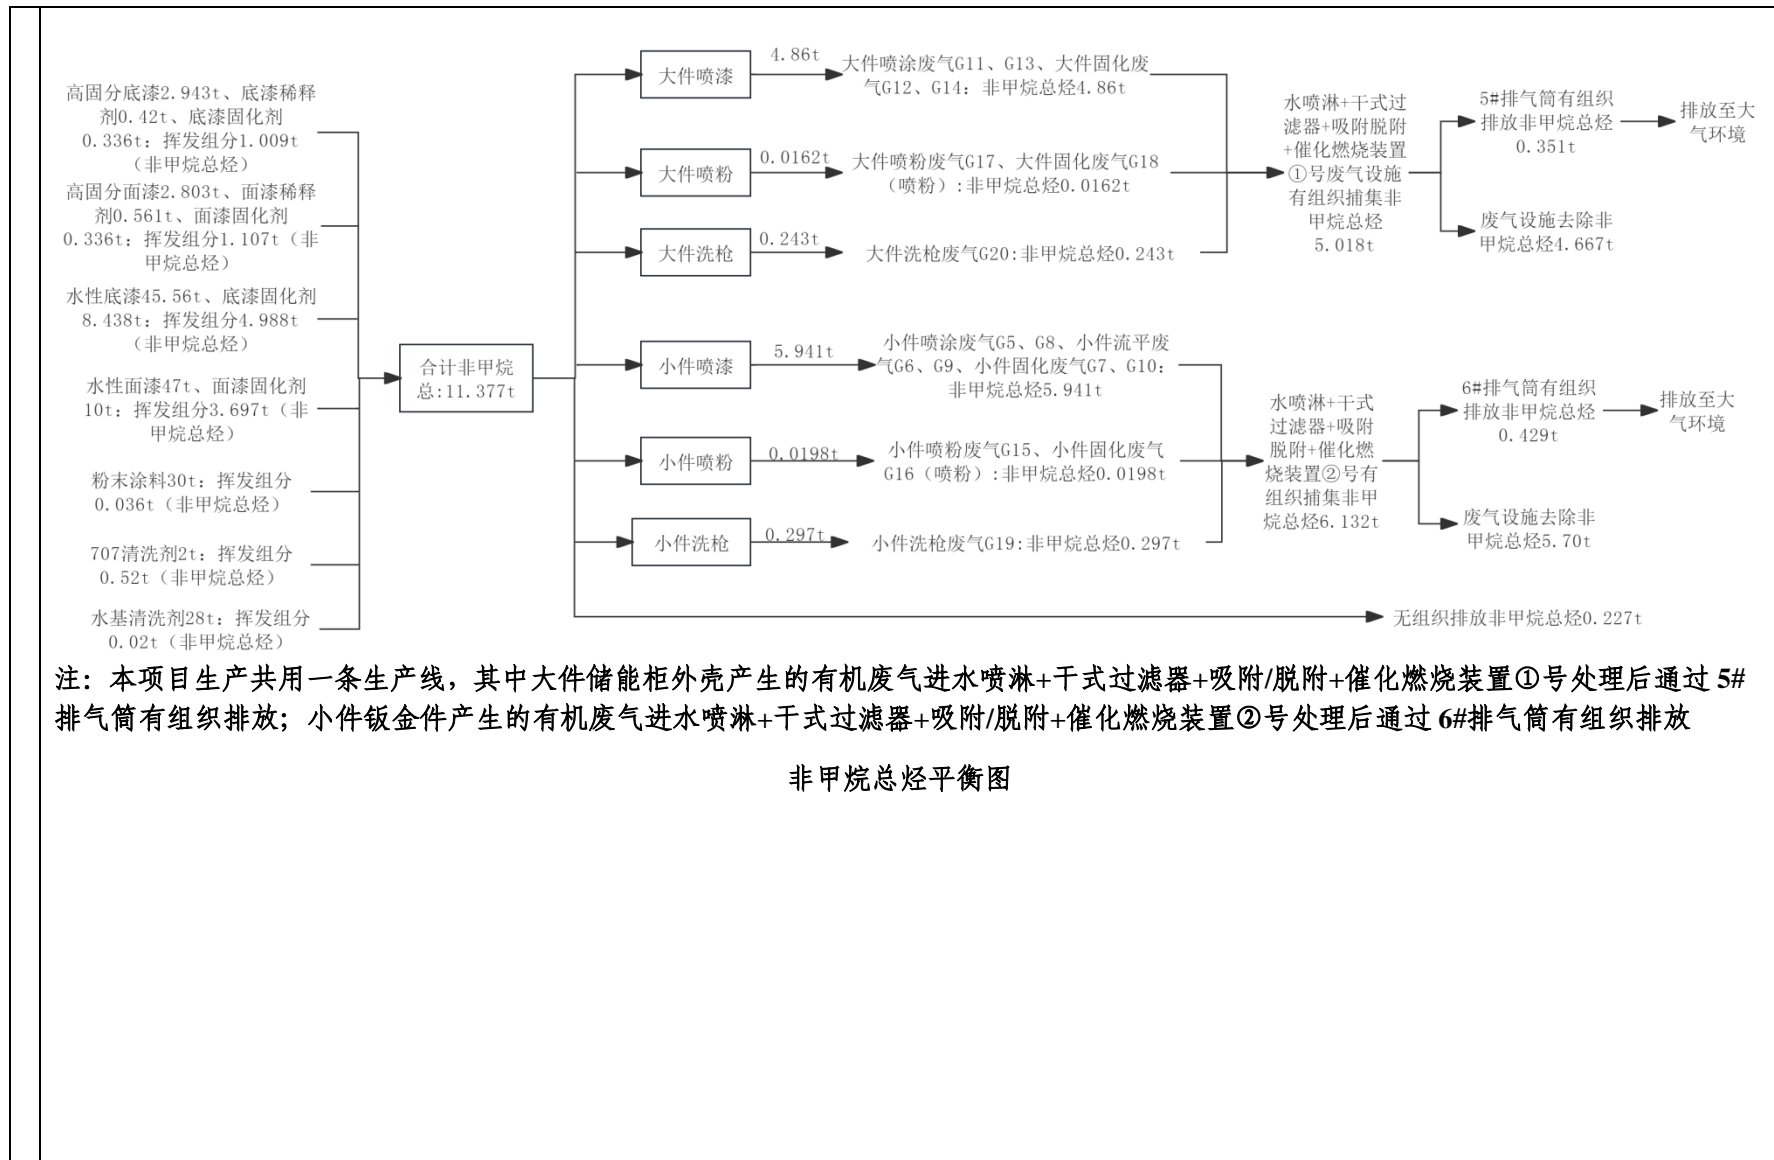 高固分底漆2.943t、底漆稀释
剂0.42t、底漆固化剂
0.336t：挥发组分1.009t
（非甲烷总烃）
高固分面漆2.803t、面漆稀释
剂0.561t、面漆固化剂
0.336t：挥发组分1.107t（非
甲烷总烃）
水性底漆45.56t、底漆固化剂
8.438t：挥发组分4.988t
（非甲烷总烃）
水性面漆47t、面漆固化剂
10t：挥发组分3.697t（非
甲烷总烃）
粉末涂料30t：挥发组分
0.036t（非甲烷总烃）
707清洗剂2t：挥发组分
0.52t（非甲烷总烃）
水基清洗剂28t：挥发组分
0.02t（非甲烷总烃）
合计非甲烷
总:11.377t
大件喷漆
4.86t
大件喷涂废气G11、G13、大件固化废
气G12、G14：非甲烷总烃4.86t
大件喷粉
0.0162t
大件喷粉废气G17、大件固化废气G18
（喷粉）:非甲烷总烃0.0162t
大件洗枪
0.243t
大件洗枪废气G20:非甲烷总烃0.243t
水喷淋+干式过
滤器+吸附脱附
+催化燃烧装置
①号废气设施
有组织捕集非
甲烷总烃
5.018t
5#排气筒有组织
排放非甲烷总烃
0.351t
排放至大
气环境
废气设施去除非
甲烷总烃4.667t
小件喷漆
5.941t
小件喷涂废气G5、G8、小件流平废
气G6、G9、小件固化废气G7、G10：
非甲烷总烃5.941t
小件喷粉
0.0198t
小件喷粉废气G15、小件固化废气
G16（喷粉）:非甲烷总烃0.0198t
小件洗枪
0.297t
小件洗枪废气G19:非甲烷总烃0.297t
水喷淋+干式
过滤器+吸附
脱附+催化燃
烧装置②号有
组织捕集非甲
烷总烃6.132t
6#排气筒有组织
排放非甲烷总烃
0.429t
排放至大
气环境
废气设施去除非
甲烷总烃5.70t
无组织排放非甲烷总烃0.227t
注：本项目生产共用一条生产线，其中大件储能柜外壳产生的有机废气进水喷淋+干式过滤器+吸附/脱附+催化燃烧装置①号处理后通过 5#
排气筒有组织排放；小件钣金件产生的有机废气进水喷淋+干式过滤器+吸附/脱附+催化燃烧装置②号处理后通过 6#排气筒有组织排放
非甲烷总烃平衡图